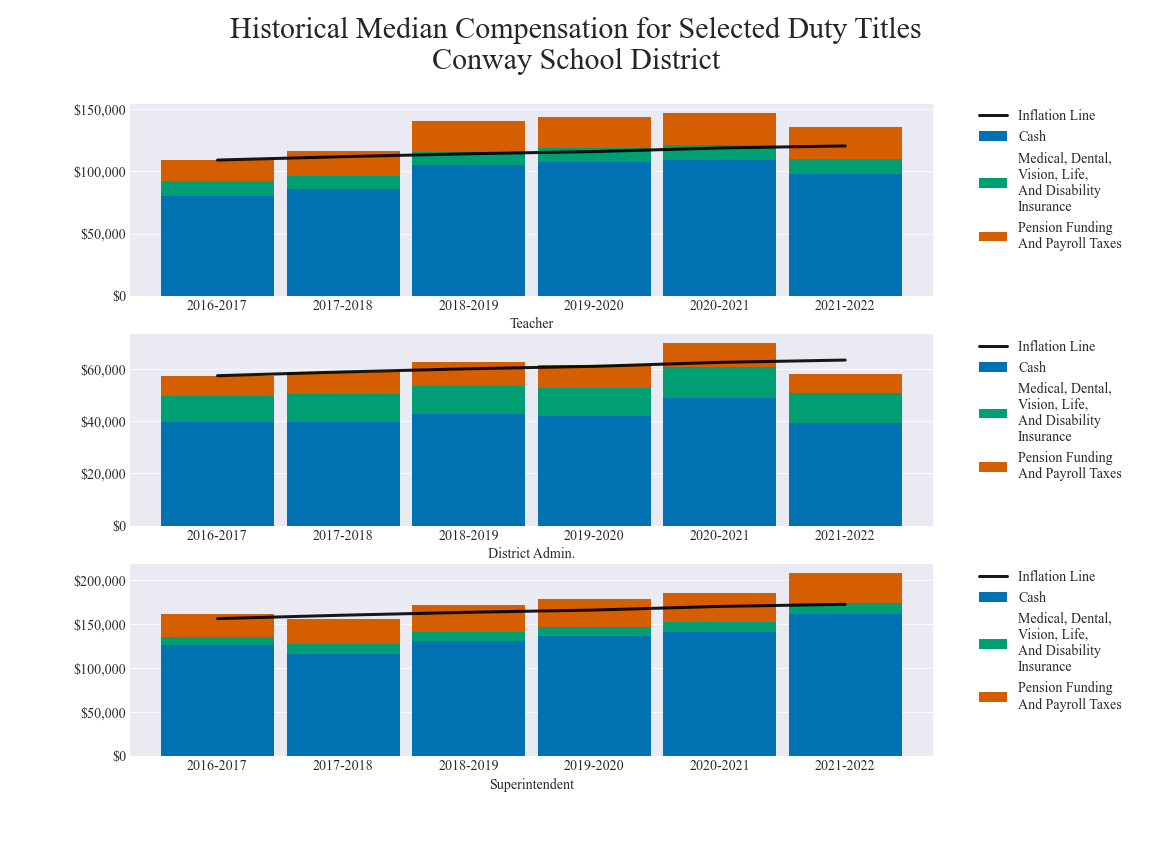 Historical Median Compensation for Selected Duty Titles
Conway School District
$150,000
$100,000
$50,000
$0
2016-2017 2017-2018 2018-2019 2019-2020 2020-2021 2021-2022
Teacher
Inflation Line
Cash
Medical, Dental,
Vision, Life,
And Disability
Insurance
Pension Funding
And Payroll Taxes
$60,000
$40,000
$20,000
$0
2016-2017 2017-2018 2018-2019 2019-2020 2020-2021 2021-2022
District Admin.
Inflation Line
Cash
Medical, Dental,
Vision, Life,
And Disability
Insurance
Pension Funding
And Payroll Taxes
$200,000
$150,000
$100,000
$50,000
$0
2016-2017 2017-2018 2018-2019 2019-2020 2020-2021 2021-2022
Superintendent
Inflation Line
Cash
Medical, Dental,
Vision, Life,
And Disability
Insurance
Pension Funding
And Payroll Taxes